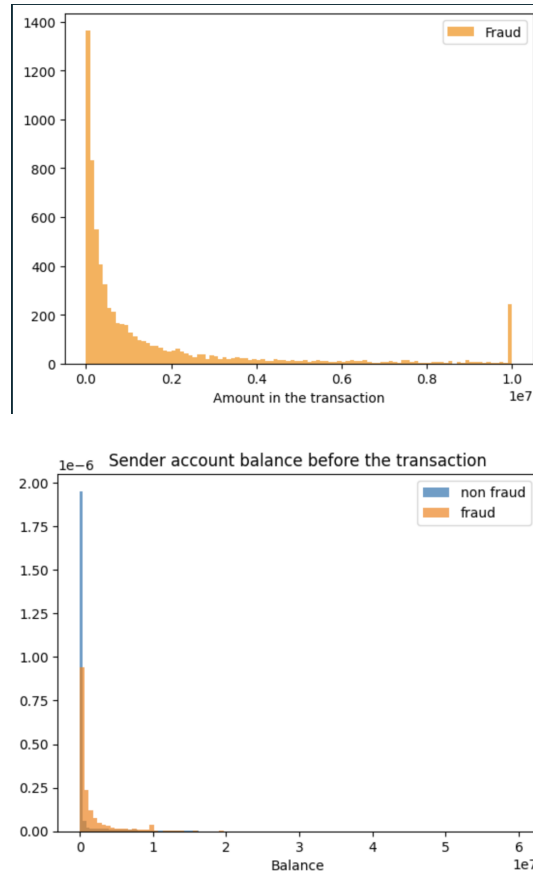 1400
1200
1000
800
600
400
200
0
Fraud
0.0 0.2 0.4 0.6 0.8 1.0
1e7
Amount in the transaction
Sender account balance before the transaction
1e−6
2.00
1.75
1.50
1.25
1.00
0.75
0.50
0.25
0.00
non fraud
fraud
0 1 2 3 4 5 6
1e7
Balance